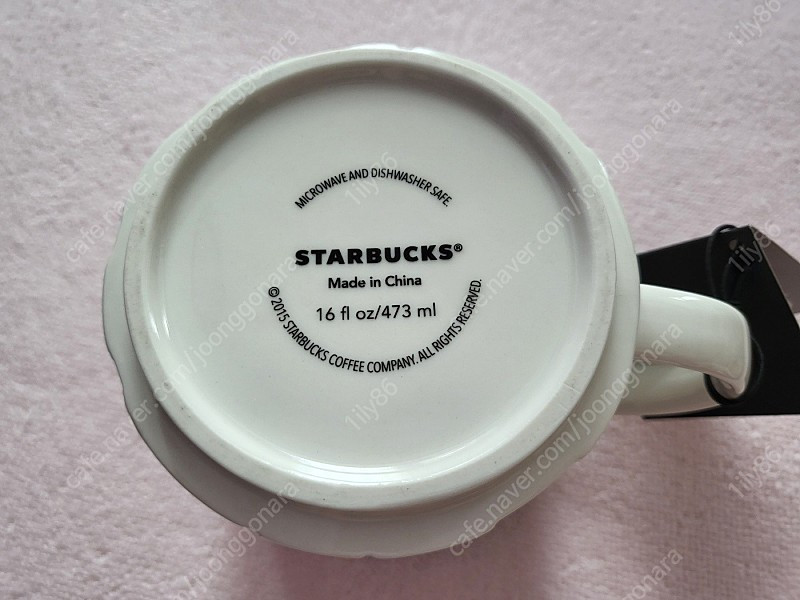 MICROWAVE AND DISHWASHER SAFE.
STARBUCKS®
Made in China
16 fl oz/473 ml
© 2015 STARBUCKS COFFEE COMPANY. ALL RIGHTS RESERVED.
cafe.naver.com/joonggonara
1ily86